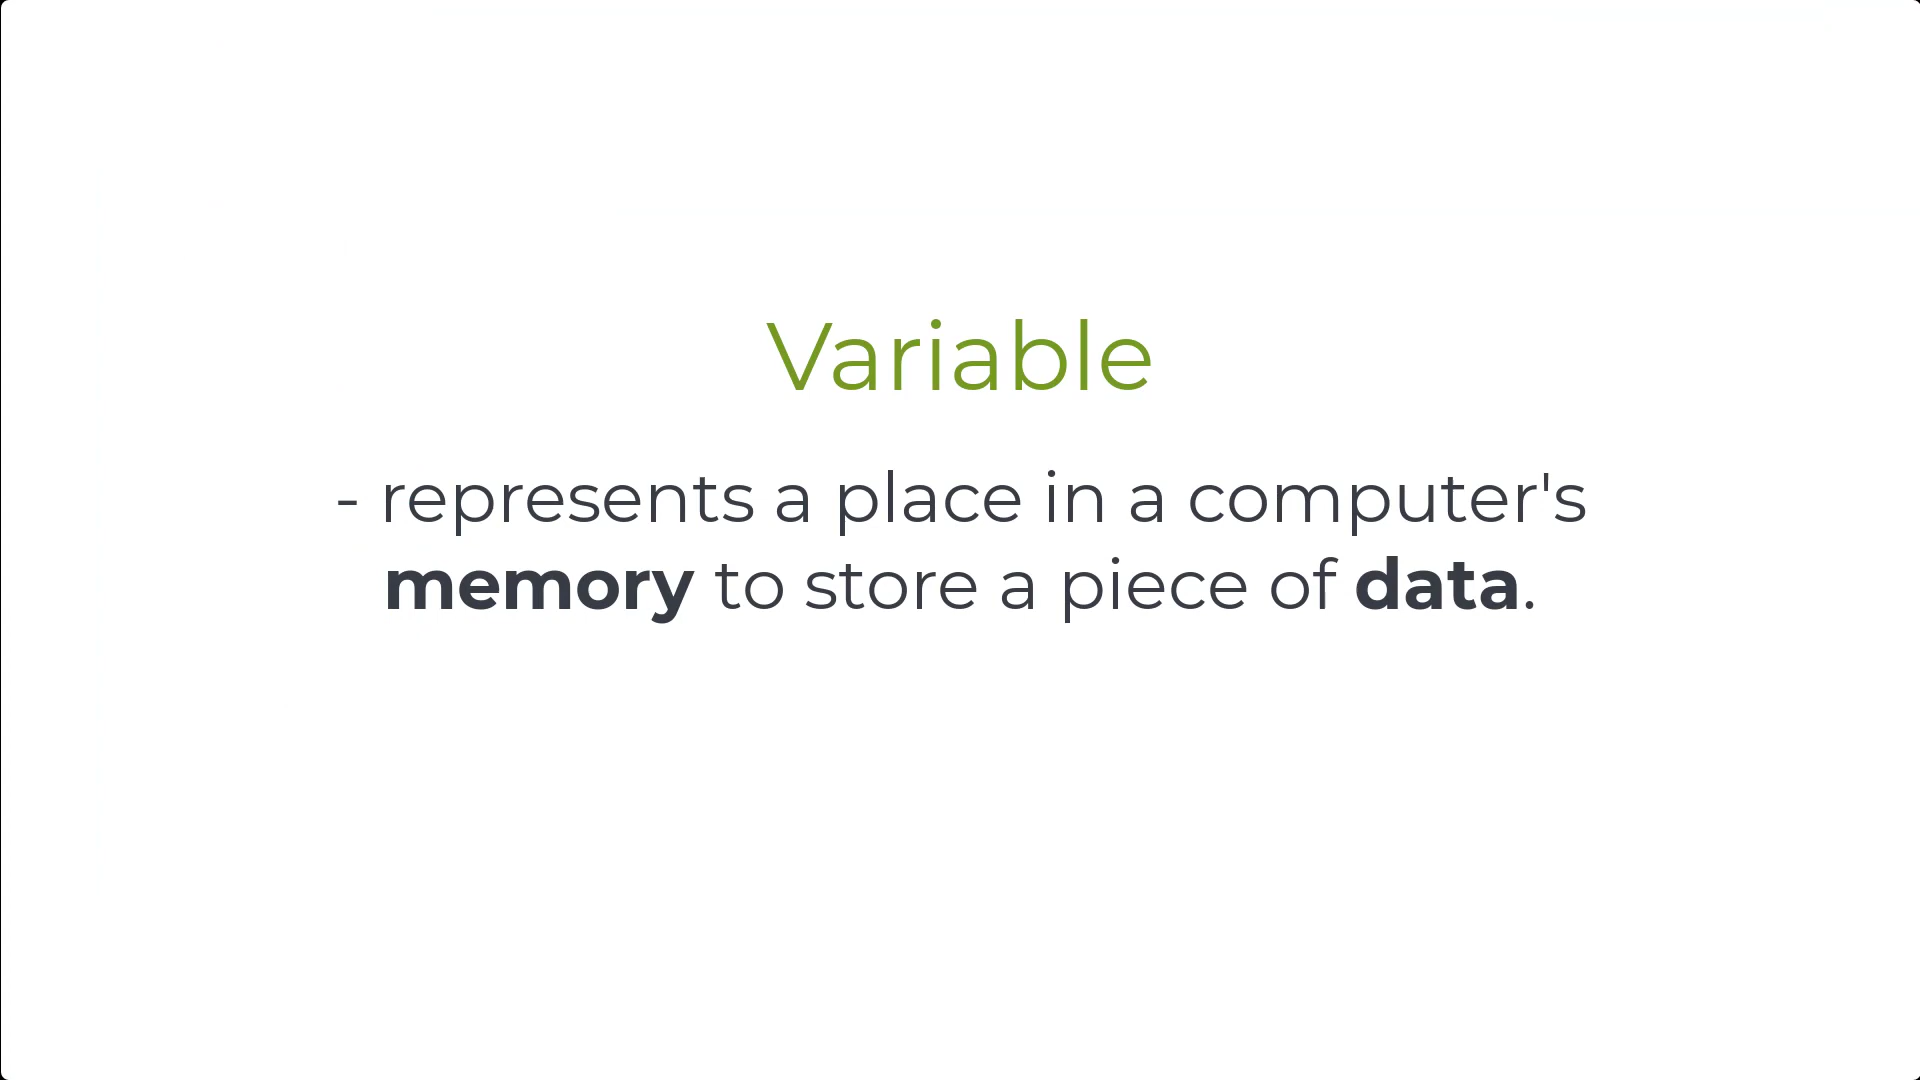 Variable
- represents a place in a computer's
memory to store a piece of data.